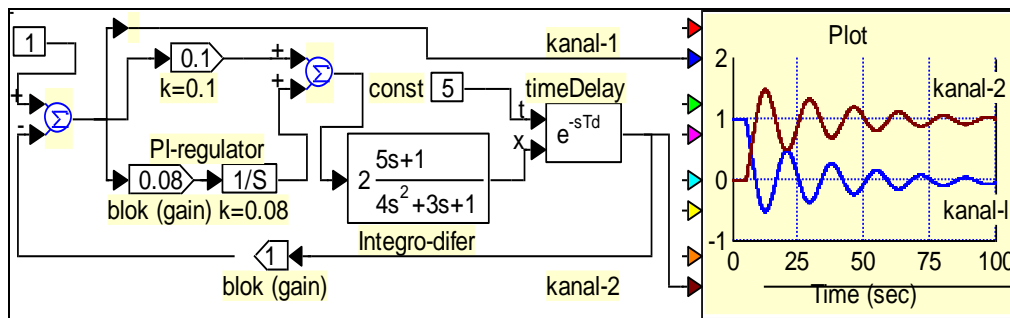 1
+
-
Σ
0.1
k=0.1
+
+
Σ
PI-regulator
0.08
1/S
blok (gain) k=0.08
const
5
timeDelay
t
x
e^-sTd
2
5s+1
4s²+3s+1
Integro-difer
1
blok (gain)
kanal-1
kanal-2
Plot
2
1
0
-1
kanal-2
kanal-I
0
25
50
75
100
Time (sec)